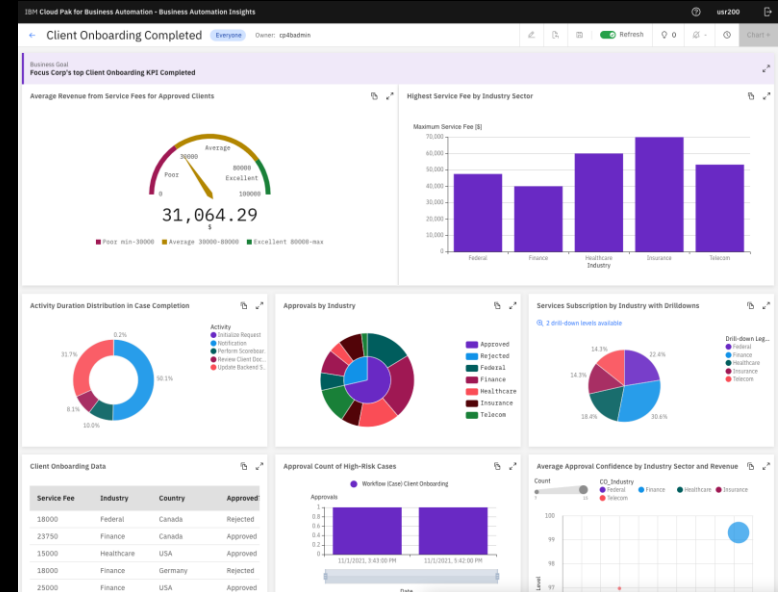 IBM Cloud Pak for Business Automation - Business Automation Insights
usr200
← Client Onboarding Completed Everyone Owner: cp4badmin
Refresh
0
Chart
Business Goal
Focus Corp's top Client Onboarding KPI Completed
Average Revenue from Service Fees for Approved Clients
Average
30000
80000
Poor
Excellent
0
100000
31,064.29
$
Poor min-30000 Average 30000-80000 Excellent 80000-max
Highest Service Fee by Industry Sector
Maximum Service Fee [$]
70,000
60,000
50,000
40,000
30,000
20,000
10,000
0
Federal Finance Healthcare Insurance Telecom
Industry
Activity Duration Distribution in Case Completion
0.2%
31.7%
50.1%
8.1%
10.0%
Activity
Initialize Request
Notification
Perform Scoreboar.
Review Client Doc...
Update Backend S...
Approvals by Industry
Approved
Rejected
Federal
Finance
Healthcare
Insurance
Telecom
Services Subscription by Industry with Drilldowns
2 drill-down levels available
14.3%
22.4%
14.3%
18.4%
30.6%
Drill-down Leg...
Federal
Finance
Healthcare
Insurance
Telecom
Client Onboarding Data
Service Fee Industry Country Approved
18000 Federal Canada Rejected
23750 Finance Canada Approved
15000 Healthcare USA Approved
18000 Finance Germany Rejected
25000 Finance USA Approved
Approval Count of High-Risk Cases
Workflow (Case) Client Onboarding
Approvals
1
0.8
0.6
0.4
0.2
0
11/1/2021, 3:43:00 PM 11/1/2021, 5:42:00 PM
Date
Average Approval Confidence by Industry Sector and Revenue
Count
CO_Industry
Federal Finance Healthcare Insurance
Telecom
100
99
98
97
Level